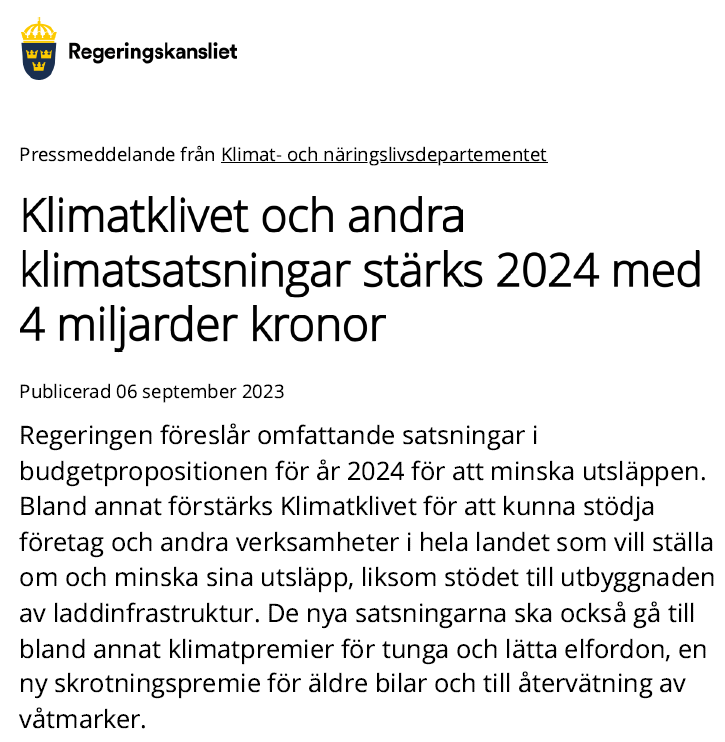 Regeringskansliet
Pressmeddelande från Klimat- och näringslivsdepartementet
Klimatklivet och andra
klimatsatsningar stärks 2024 med
4 miljarder kronor
Publicerad 06 september 2023
Regeringen föreslår omfattande satsningar i
budgetpropositionen för år 2024 för att minska utsläppen.
Bland annat förstärks Klimatklivet för att kunna stödja
företag och andra verksamheter i hela landet som vill ställa
om och minska sina utsläpp, liksom stödet till utbyggnaden
av laddinfrastruktur. De nya satsningarna ska också gå till
bland annat klimatpremier för tunga och lätta elfordon, en
ny skrotningspremie för äldre bilar och till återvätning av
våtmarker.